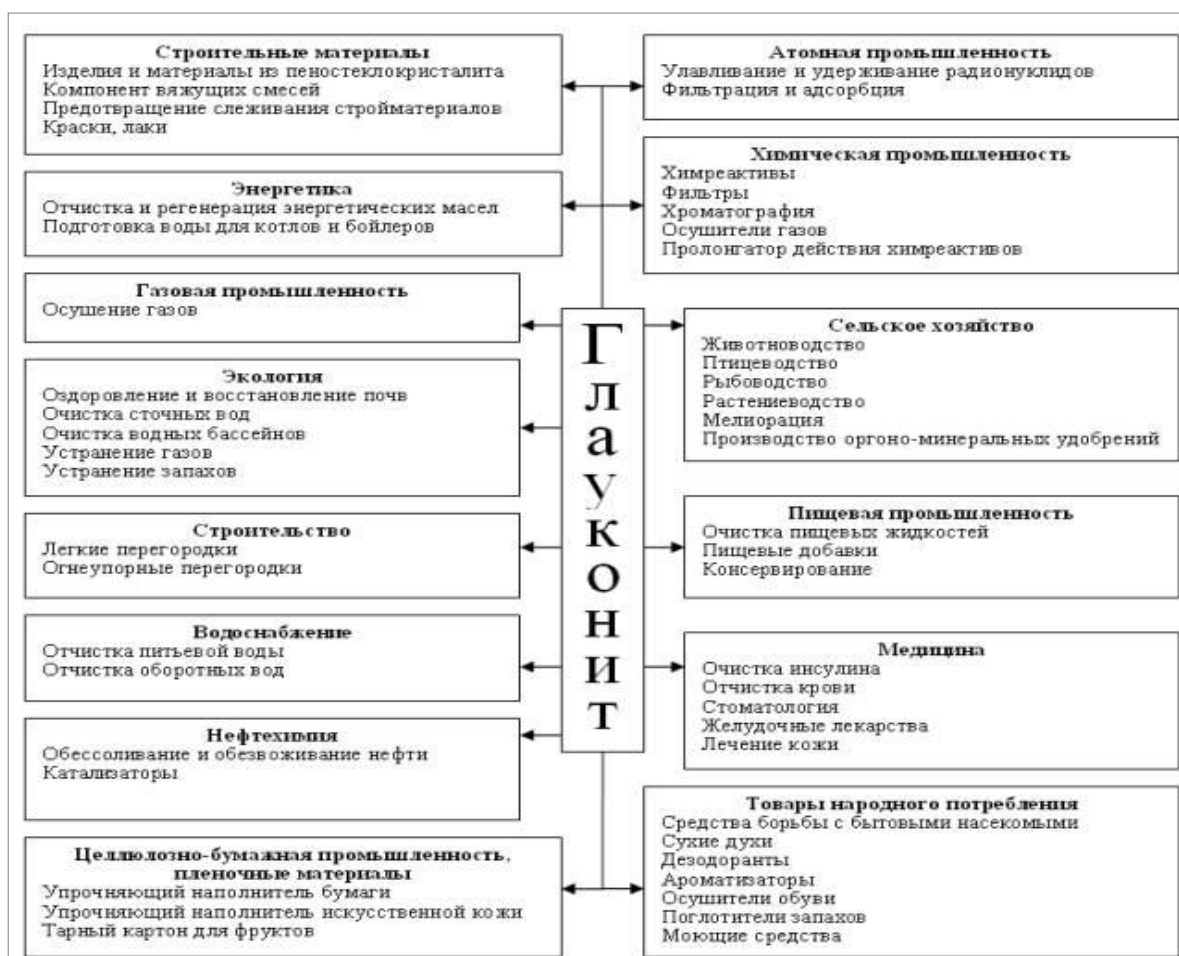 Строительные материалы
Изделия и материалы из пеностеклокристалита
Компонент вяжущих смесей
Предотвращение слеживания стройматериалов
Краски, лаки
Энергетика
Отчистка и регенерация энергетических масел
Подготовка воды для котлов и бойлеров
Газовая промышленность
Осушение газов
Экология
Оздоровление и восстановление почв
Очистка сточных вод
Очистка водных бассейнов
Устранение газов
Устранение запахов
Строительство
Легкие перегородки
Огнеупорные перегородки
Водоснабжение
Отчистка питьевой воды
Отчистка оборотных вод
Нефтехимия
Обессоливание и обезвоживание нефти
Катализаторы
Целлюлозно-бумажная промышленность,
пленочные материалы
Упрочняющий наполнитель бумаги
Упрочняющий наполнитель искусственной кожи
Тарный картон для фруктов
Глауконит
Атомная промышленность
Улавливание и удерживание радионуклидов
Фильтрация и адсорбция
Химическая промышленность
Химреактивы
Фильтры
Хроматография
Осушители газов
Пролонгатор действия химреактивов
Сельское хозяйство
Животноводство
Птицеводство
Рыбоводство
Растениеводство
Мелиорация
Производство оргоно-минеральных удобрений
Пищевая промышленность
Очистка пищевых жидкостей
Пищевые добавки
Консервирование
Медицина
Очистка инсулина
Отчистка крови
Стоматология
Желудочные лекарства
Лечение кожи
Товары народного потребления
Средства борьбы с бытовыми насекомыми
Сухие духи
Дезодоранты
Ароматизаторы
Осушители обуви
Поглотители запахов
Моющие средства